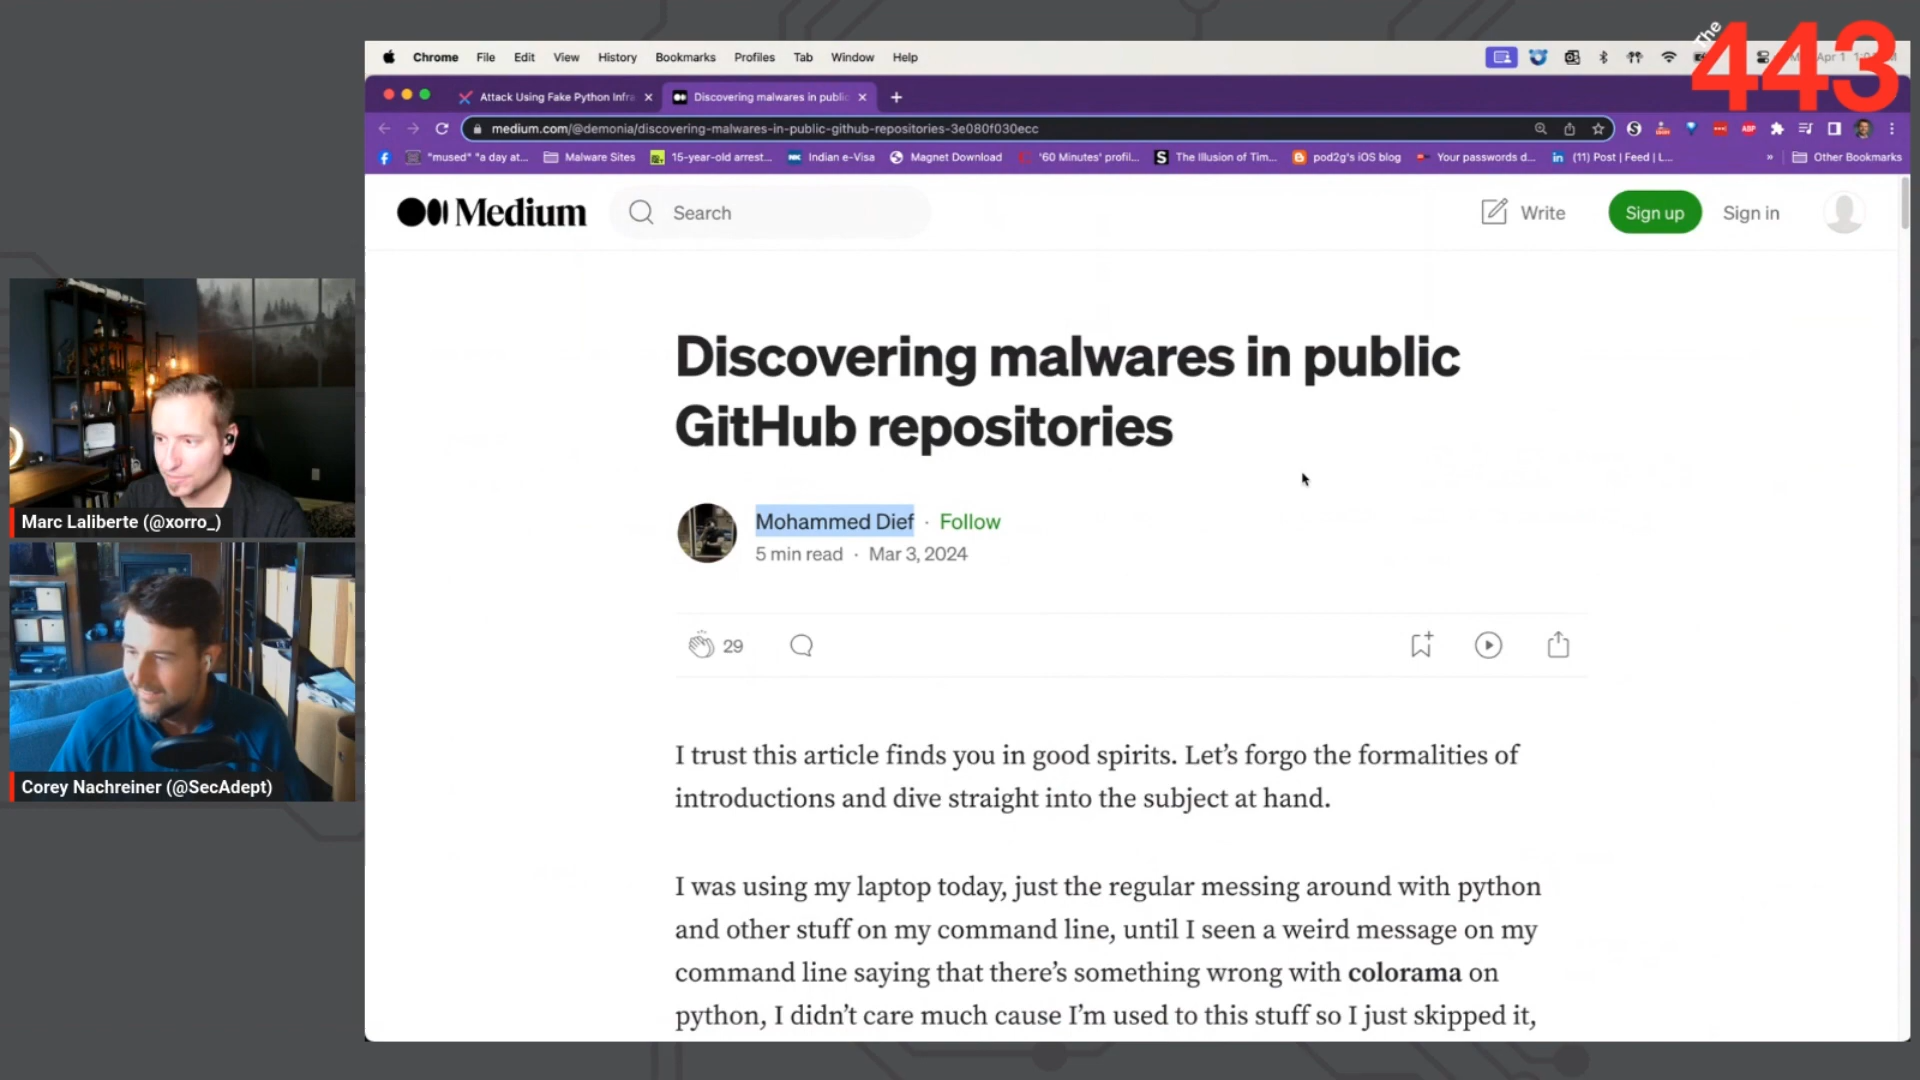 The
443
Chrome File Edit View History Bookmarks Profiles Tab Window Help
Apr 1
Attack Using Fake Python Infra
Discovering malwares in public
medium.com/@demonia/discovering-malwares-in-public-github-repositories-3e080f030ecc
ABP
"mused" "a day at... Malware Sites 15-year-old arrest... Indian e-Visa Magnet Download '60 Minutes' profil... The Illusion of Tim... pod2g's iOS blog Your passwords d... (11) Post | Feed | L... » Other Bookmarks
Medium
Search
Write
Sign up
Sign in
Discovering malwares in public
GitHub repositories
Mohammed Dief · Follow
5 min read · Mar 3, 2024
29
I trust this article finds you in good spirits. Let's forgo the formalities of
introductions and dive straight into the subject at hand.
I was using my laptop today, just the regular messing around with python
and other stuff on my command line, until I seen a weird message on my
command line saying that there's something wrong with colorama on
python, I didn't care much cause I'm used to this stuff so I just skipped it,
Marc Laliberte (@xorro_)
Corey Nachreiner (@SecAdept)